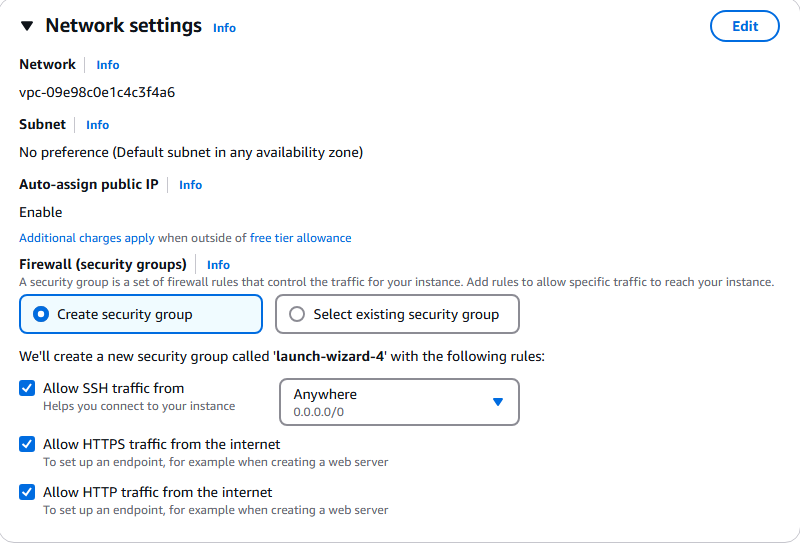 Network settings Info Edit
Network Info
vpc-09e98c0e1c4c3f4a6
Subnet Info
No preference (Default subnet in any availability zone)
Auto-assign public IP Info
Enable
Additional charges apply when outside of free tier allowance
Firewall (security groups) Info
A security group is a set of firewall rules that control the traffic for your instance. Add rules to allow specific traffic to reach your instance.
Create security group Select existing security group
We'll create a new security group called 'launch-wizard-4' with the following rules:
Allow SSH traffic from
Helps you connect to your instance
Anywhere
0.0.0.0/0
Allow HTTPS traffic from the internet
To set up an endpoint, for example when creating a web server
Allow HTTP traffic from the internet
To set up an endpoint, for example when creating a web server